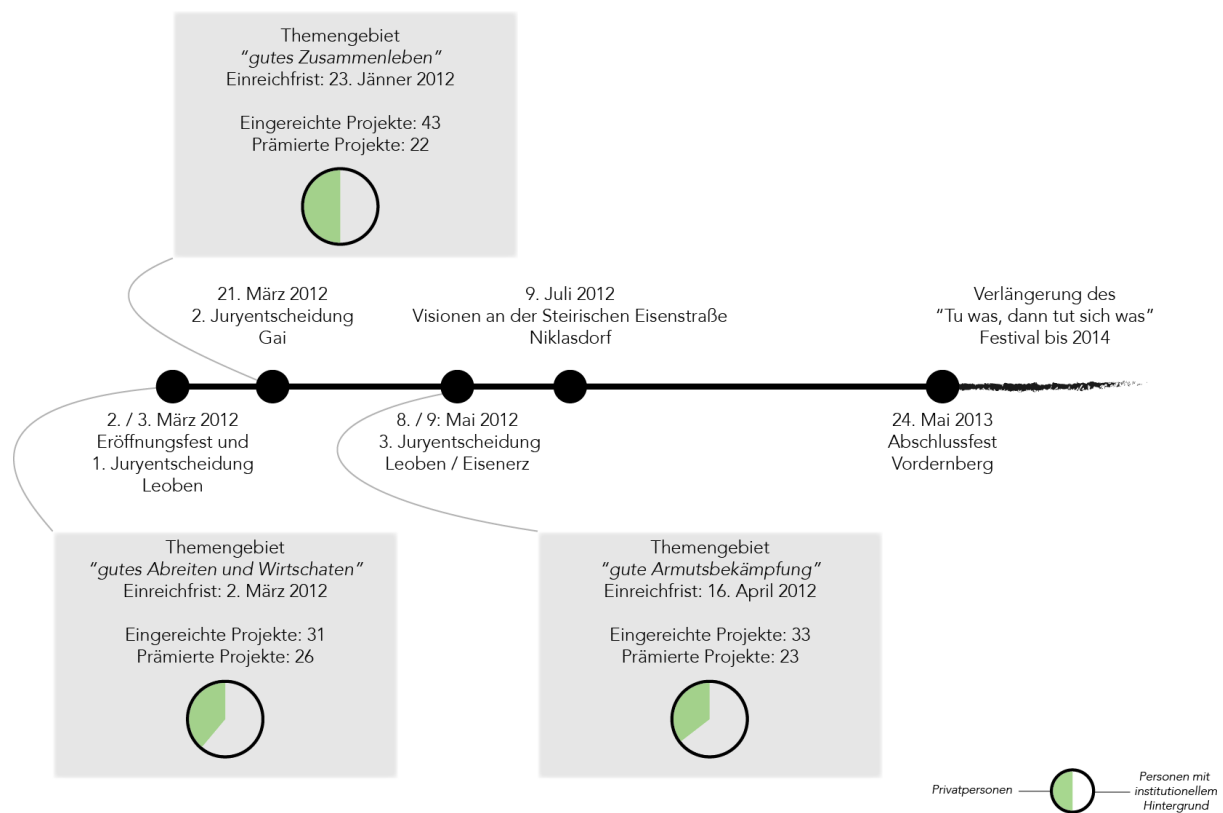 Themengebiet
“gutes Zusammenleben”
Einreichfrist: 23. Jänner 2012
Eingereichte Projekte: 43
Prämierte Projekte: 22
21. März 2012
2. Juryentscheidung
Gai
9. Juli 2012
Visionen an der Steirischen Eisenstraße
Niklasdorf
Verlängerung des
“Tu was, dann tut sich was”
Festival bis 2014
2. / 3. März 2012
Eröffnungsfest und
1. Juryentscheidung
Leoben
8. / 9: Mai 2012
3. Juryentscheidung
Leoben / Eisenerz
24. Mai 2013
Abschlussfest
Vordernberg
Themengebiet
“gutes Abreiten und Wirtschaten”
Einreichfrist: 2. März 2012
Eingereichte Projekte: 31
Prämierte Projekte: 26
Themengebiet
“gute Armutsbekämpfung”
Einreichfrist: 16. April 2012
Eingereichte Projekte: 33
Prämierte Projekte: 23
Privatpersonen
Personen mit
institutionellem
Hintergrund